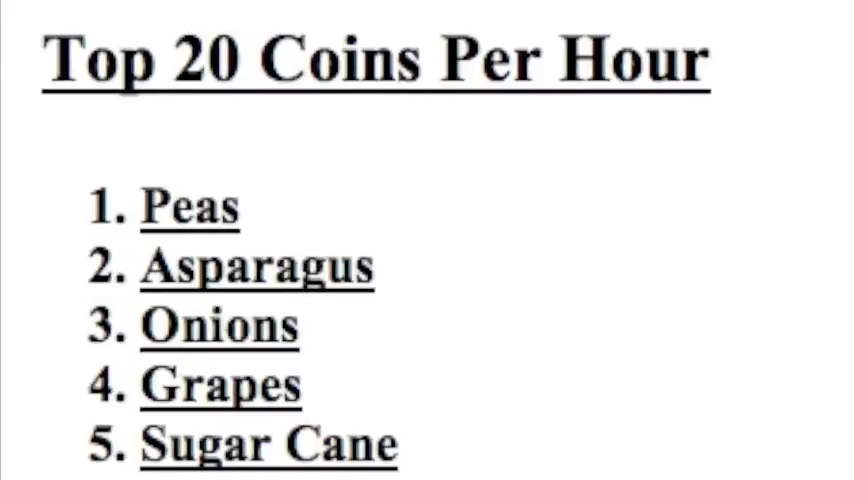 Top 20 Coins Per Hour
1. Peas
2. Asparagus
3. Onions
4. Grapes
5. Sugar Cane